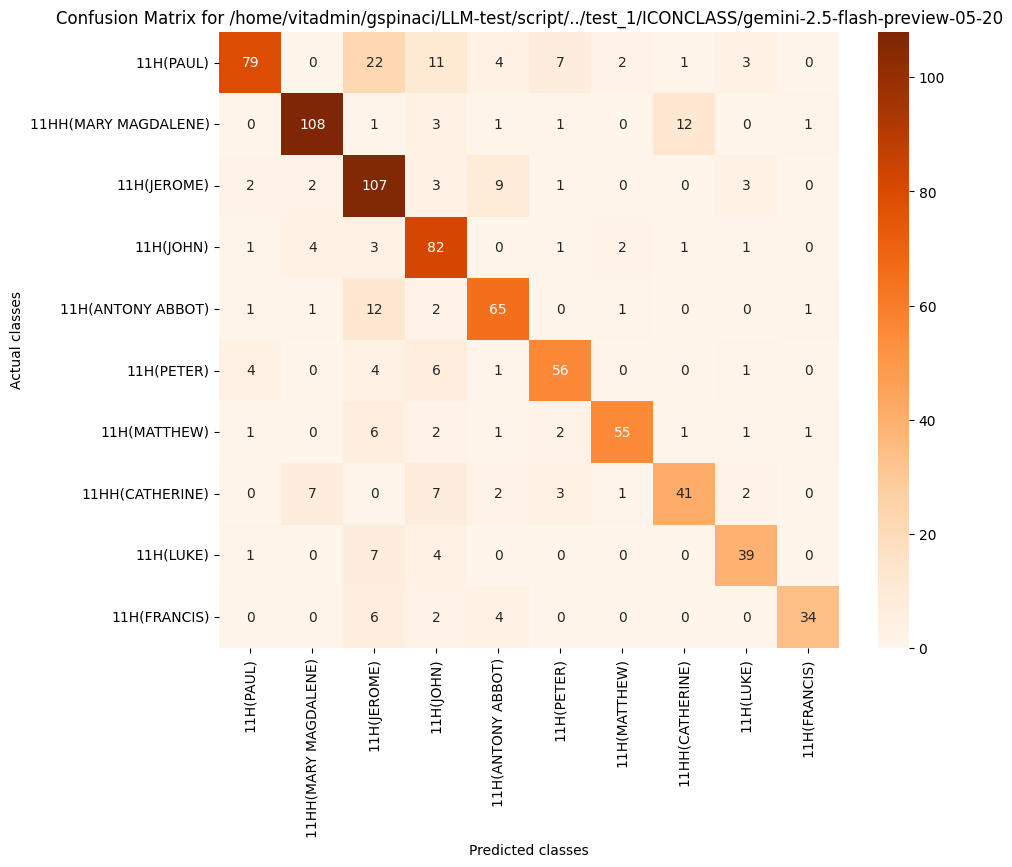 Confusion Matrix for /home/vitadmin/gspinaci/LLM-test/script/../test_1/ICONCLASS/gemini-2.5-flash-preview-05-20
Actual classes
11H(PAUL) 79 0 22 11 4 7 2 1 3 0
11HH(MARY MAGDALENE) 0 108 1 3 1 1 0 12 0 1
11H(JEROME) 2 2 107 3 9 1 0 0 3 0
11H(JOHN) 1 4 3 82 0 1 2 1 1 0
11H(ANTONY ABBOT) 1 1 12 2 65 0 1 0 0 1
11H(PETER) 4 0 4 6 1 56 0 0 1 0
11H(MATTHEW) 1 0 6 2 1 2 55 1 1 1
11HH(CATHERINE) 0 7 0 7 2 3 1 41 2 0
11H(LUKE) 1 0 7 4 0 0 0 0 39 0
11H(FRANCIS) 0 0 6 2 4 0 0 0 0 34
11H(PAUL)
11HH(MARY MAGDALENE)
11H(JEROME)
11H(JOHN)
11H(ANTONY ABBOT)
11H(PETER)
11H(MATTHEW)
11HH(CATHERINE)
11H(LUKE)
11H(FRANCIS)
Predicted classes
100
80
60
40
20
0